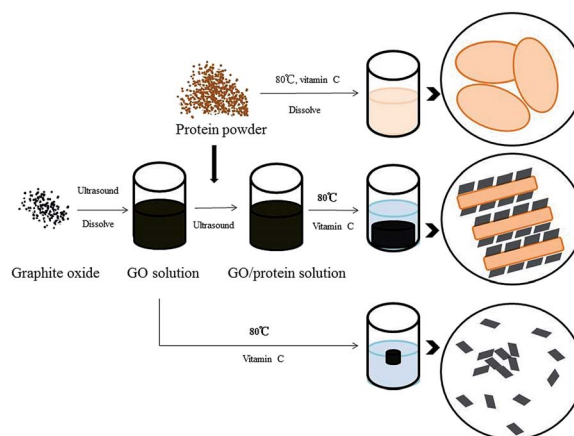 80℃, vitamin C
Dissolve
Protein powder
Ultrasound
Dissolve
Ultrasound
80℃
Vitamin C
Graphite oxide
GO solution
GO/protein solution
80℃
Vitamin C